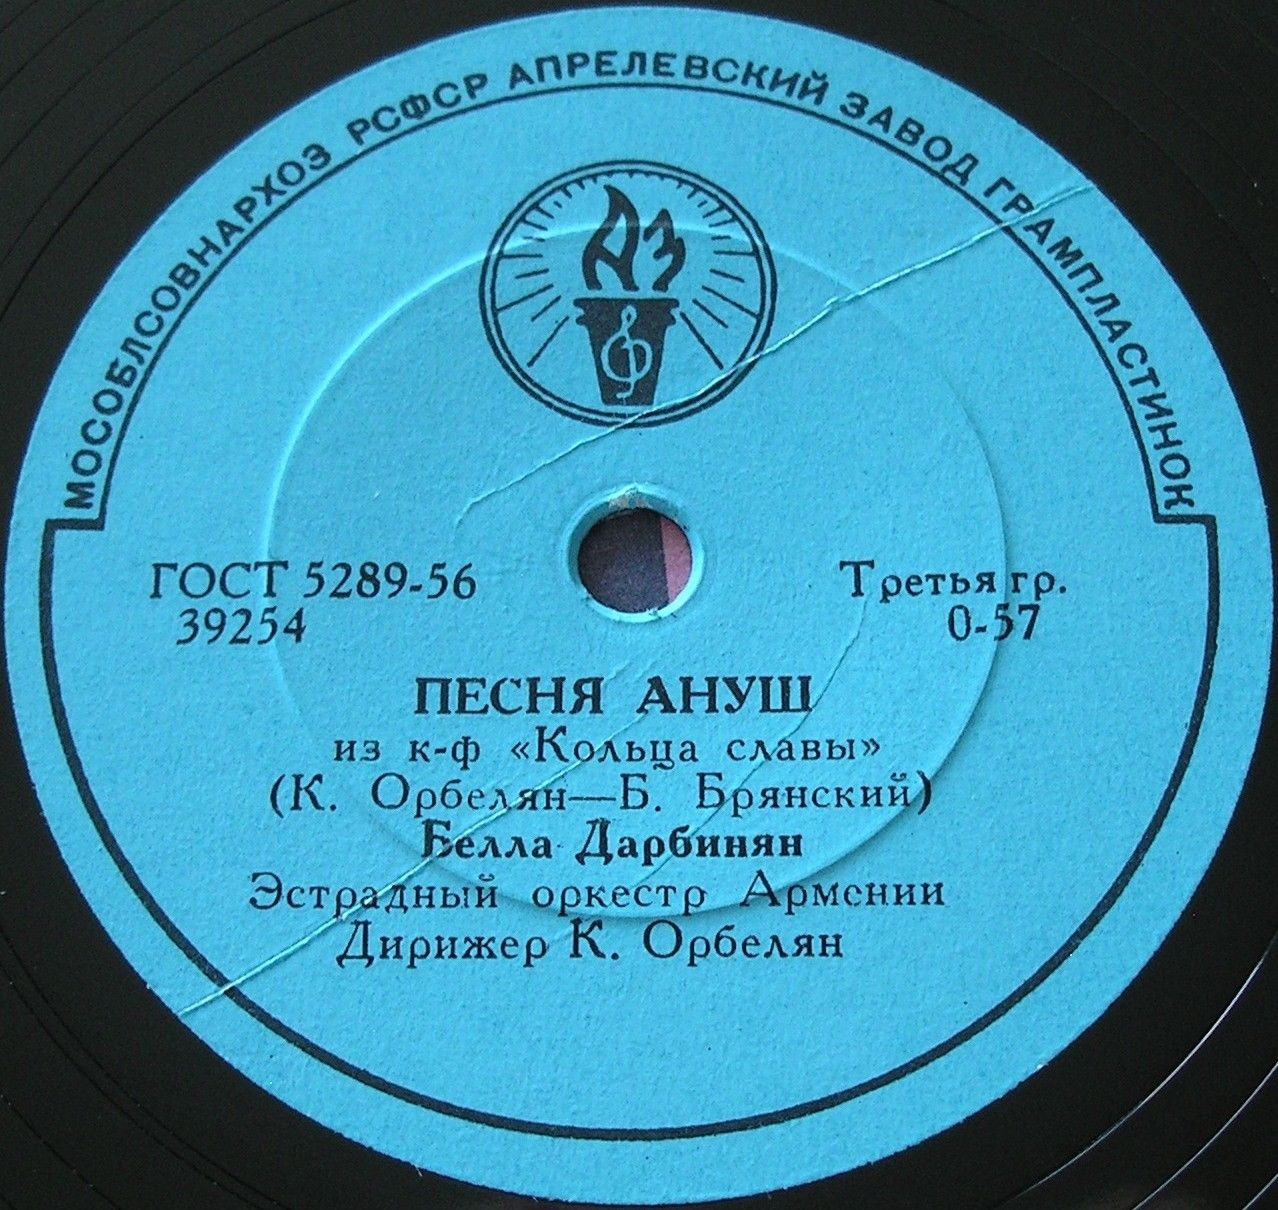 МОСОБЛСОВНАРХОЗ РСФСР АПРЕЛЕВСКИЙ ЗАВОД ГРАМПЛАСТИНОК
АЗ
ГОСТ 5289-56
39254
Третья гр.
0-57
ПЕСНЯ АНУШ
из к-ф «Кольца славы»
(К. Орбелян—Б. Брянский)
Белла Дарбинян
Эстрадный оркестр Армении
Дирижер К. Орбелян